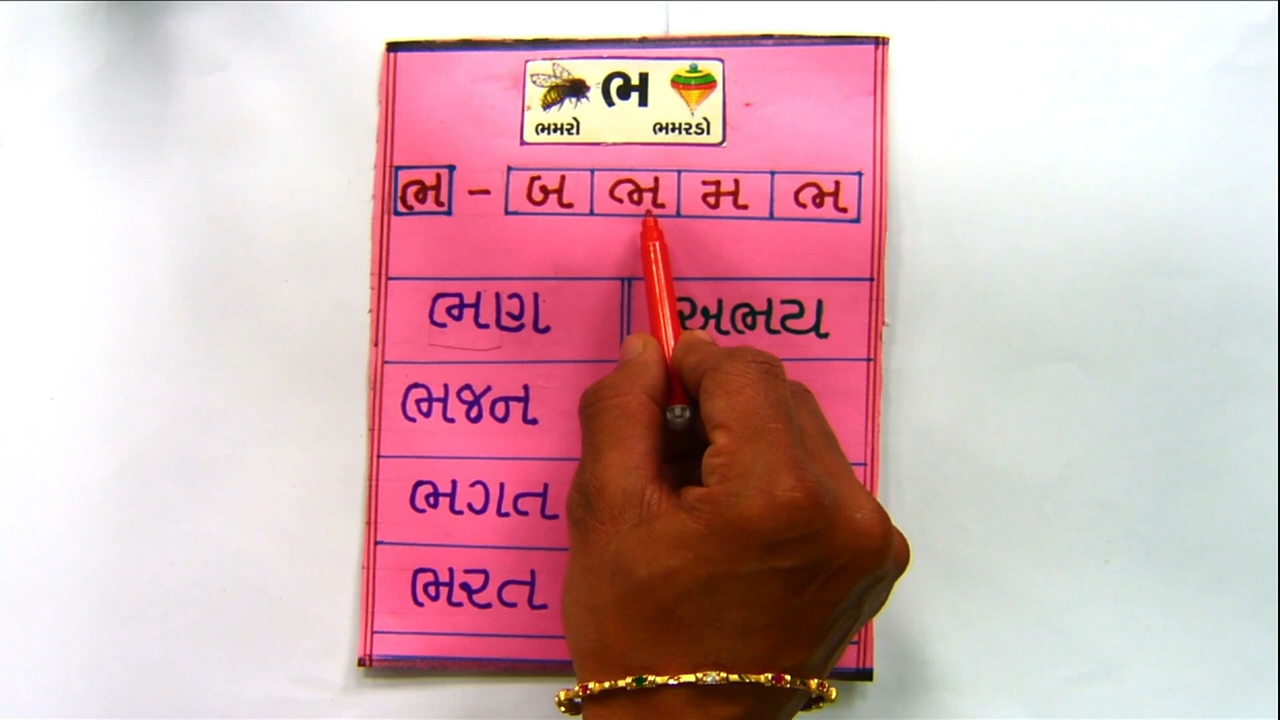 ભ
ભમરો ભમરડો
ભ - બ ભ મ ભ
ભણ અભય
ભજન
ભગત
ભરત